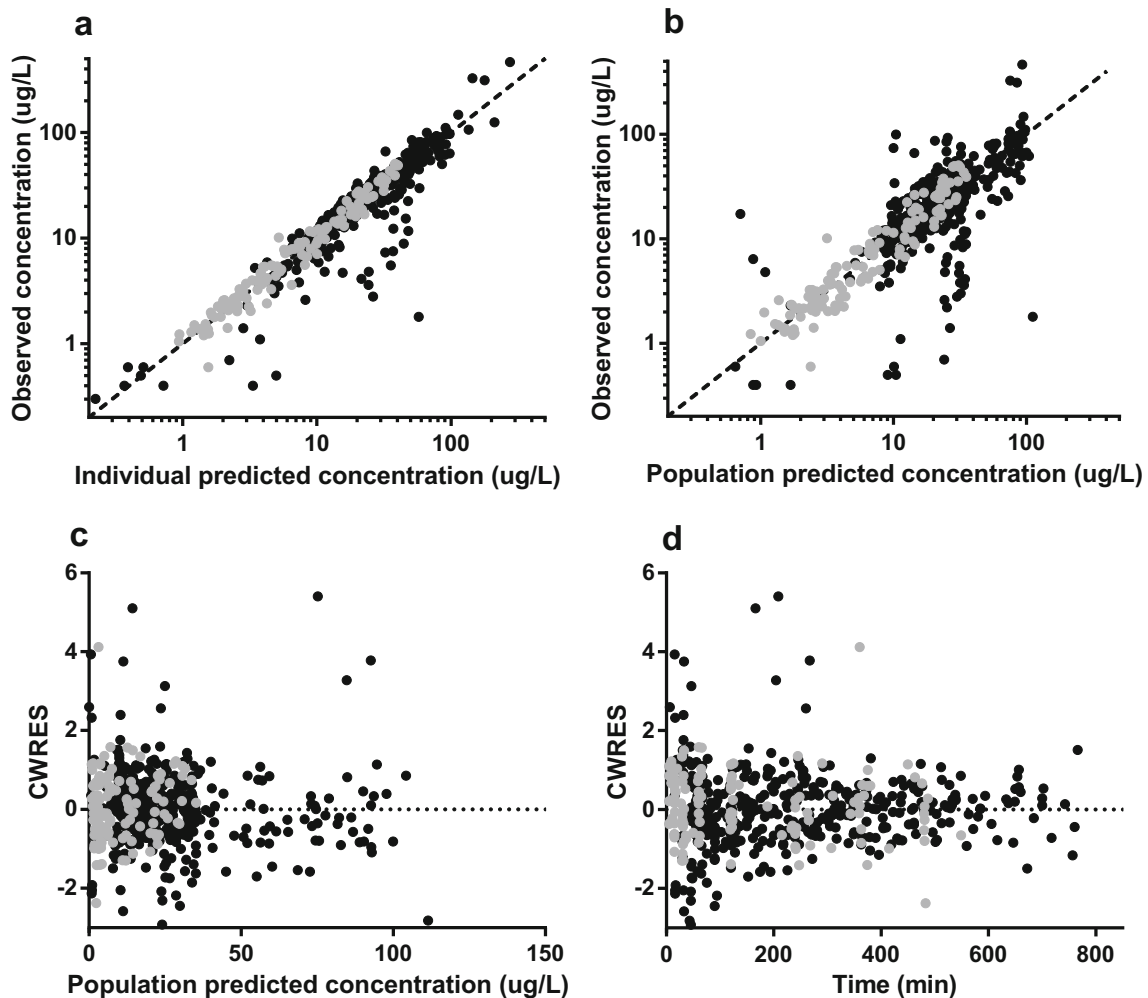 a
Observed concentration (ug/L)
100
10
1
1 10 100
Individual predicted concentration (ug/L)
b
Observed concentration (ug/L)
100
10
1
1 10 100
Population predicted concentration (ug/L)
c
CWRES
6
4
2
0
-2
0 50 100 150
Population predicted concentration (ug/L)
d
CWRES
6
4
2
0
-2
0 200 400 600 800
Time (min)